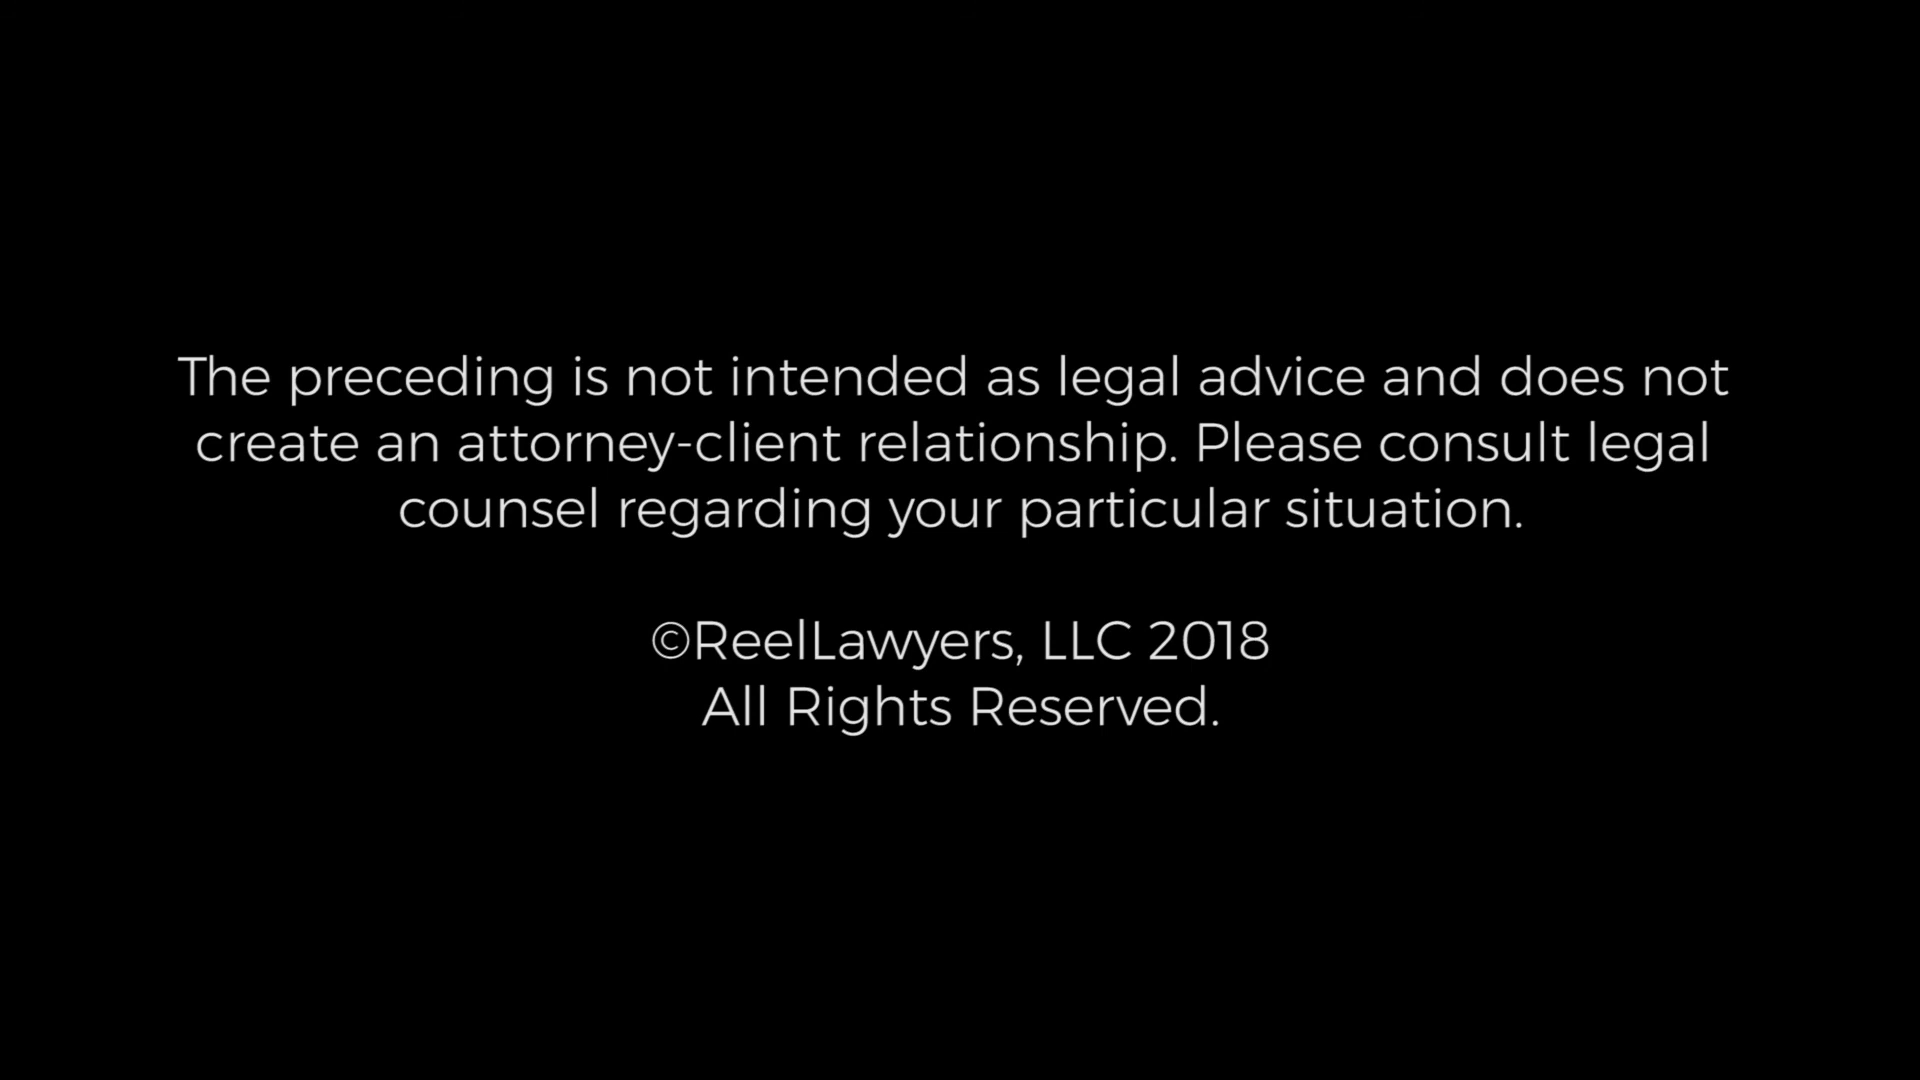 The preceding is not intended as legal advice and does not
create an attorney-client relationship. Please consult legal
counsel regarding your particular situation.
©ReelLawyers, LLC 2018
All Rights Reserved.